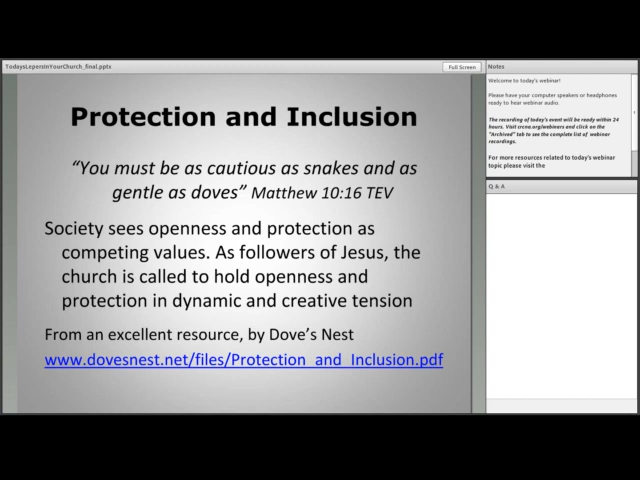 TodaysLepersInYourChurch_final.pptx
Full Screen
Protection and Inclusion
“You must be as cautious as snakes and as
gentle as doves” Matthew 10:16 TEV
Society sees openness and protection as
competing values. As followers of Jesus, the
church is called to hold openness and
protection in dynamic and creative tension
From an excellent resource, by Dove’s Nest
www.dovesnest.net/files/Protection_and_Inclusion.pdf
Notes
Welcome to today's webinar!
Please have your computer speakers or headphones
ready to hear webinar audio.
The recording of today's event will be ready within 24
hours. Visit crcna.org/webinars and click on the
"Archived" tab to see the complete list of webinar
recordings.
For more resources related to today's webinar
topic please visit the
Q & A